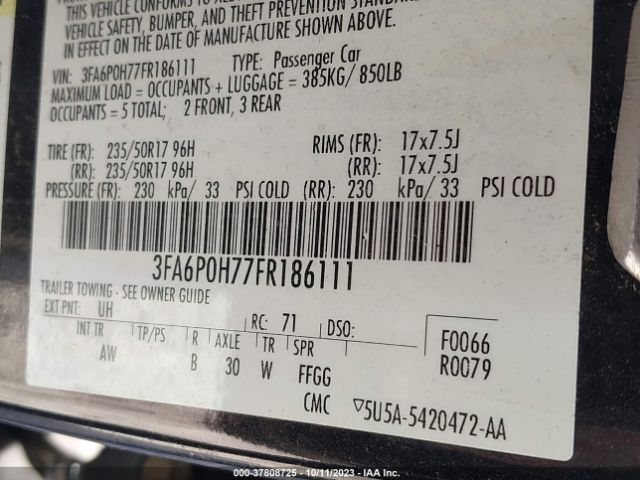 THIS VEHICLE CONFORMS TO ALL
VEHICLE SAFETY, BUMPER, AND THEFT PREVENTION STANDARDS
IN EFFECT ON THE DATE OF MANUFACTURE SHOWN ABOVE.
VIN: 3FA6P0H77FR186111 TYPE: Passenger Car
MAXIMUM LOAD = OCCUPANTS + LUGGAGE = 385KG/ 850LB
OCCUPANTS = 5 TOTAL; 2 FRONT, 3 REAR
TIRE (FR): 235/50R17 96H RIMS (FR): 17x7.5J
(RR): 235/50R17 96H (RR): 17x7.5J
PRESSURE (FR): 230 kPa/ 33 PSI COLD (RR): 230 kPa/ 33 PSI COLD
3FA6P0H77FR186111
TRAILER TOWING - SEE OWNER GUIDE
EXT PNT: UH RC: 71 DSO: F0066
INT TR TP/PS R AXLE TR SPR R0079
AW B 30 W FFGG
CMC ▽5U5A-5420472-AA
000-37808725 - 10/11/2023 - IAA Inc.